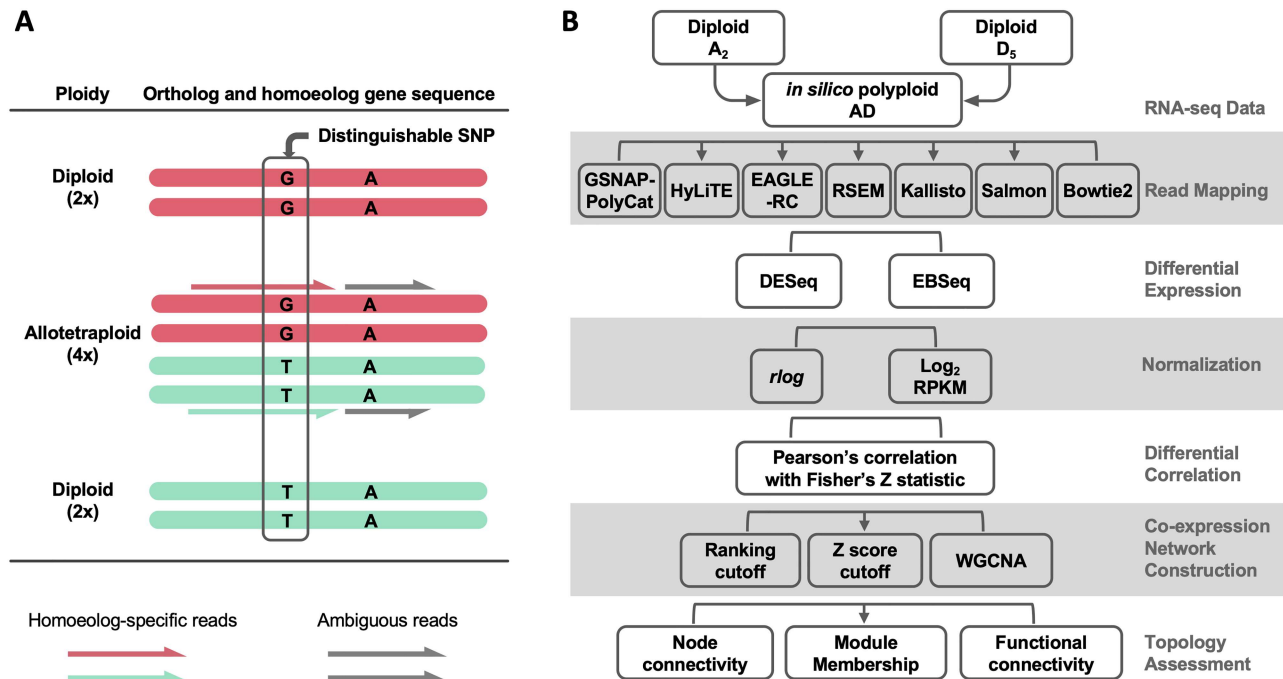 A
Ploidy Ortholog and homoeolog gene sequence
Distinguishable SNP
Diploid
(2x)
G A
G A
Allotetraploid
(4x)
G A
G A
T A
T A
Diploid
(2x)
T A
T A
Homoeolog-specific reads Ambiguous reads
B
Diploid
A₂
Diploid
D₅
in silico polyploid
AD
RNA-seq Data
GSNAP-
PolyCat
HyLiTE
EAGLE
-RC
RSEM
Kallisto
Salmon
Bowtie2
Read Mapping
DESeq
EBSeq
Differential
Expression
rlog
Log₂
RPKM
Normalization
Pearson’s correlation
with Fisher’s Z statistic
Differential
Correlation
Ranking
cutoff
Z score
cutoff
WGCNA
Co-expression
Network
Construction
Node
connectivity
Module
Membership
Functional
connectivity
Topology
Assessment